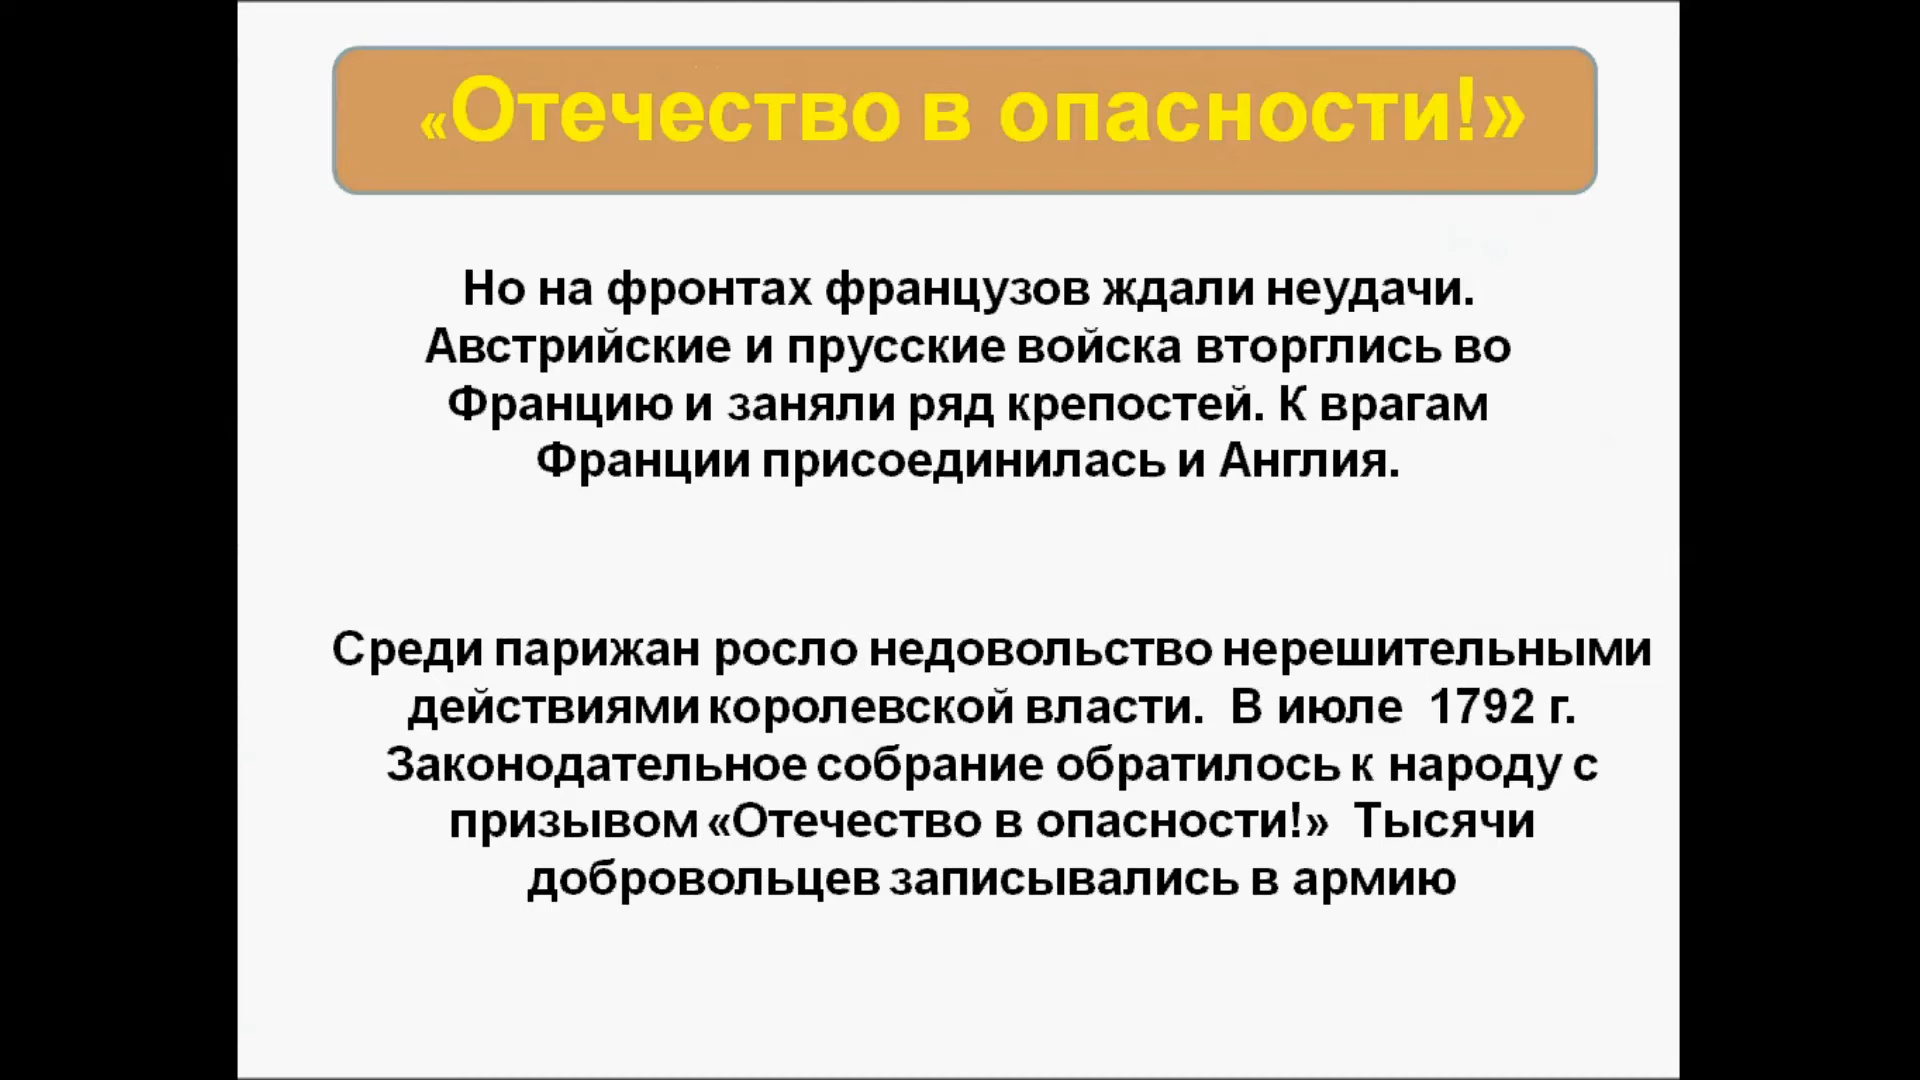 «Отечество в опасности!»
Но на фронтах французов ждали неудачи.
Австрийские и прусские войска вторглись во
Францию и заняли ряд крепостей. К врагам
Франции присоединилась и Англия.
Среди парижан росло недовольство нерешительными
действиями королевской власти. В июле 1792 г.
Законодательное собрание обратилось к народу с
призывом «Отечество в опасности!» Тысячи
добровольцев записывались в армию